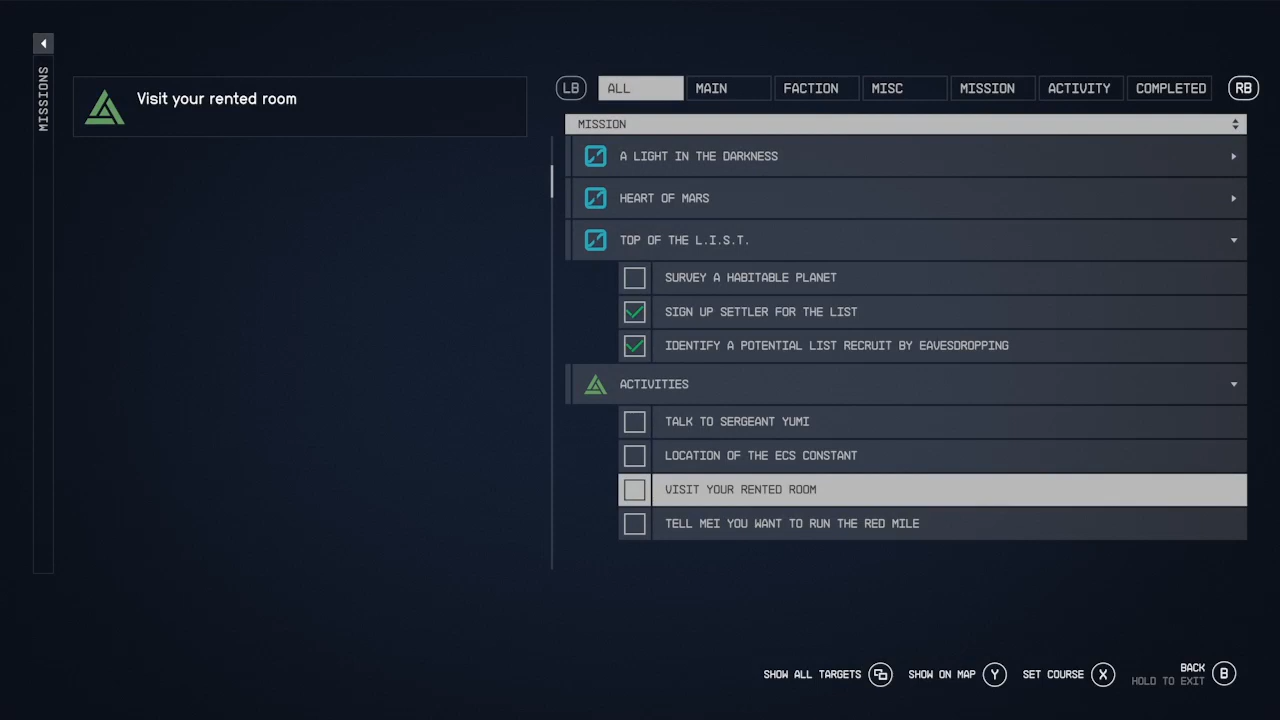 MISSIONS
Visit your rented room
LB
ALL
MAIN
FACTION
MISC
MISSION
ACTIVITY
COMPLETED
RB
MISSION
A LIGHT IN THE DARKNESS
HEART OF MARS
TOP OF THE L.I.S.T.
SURVEY A HABITABLE PLANET
SIGN UP SETTLER FOR THE LIST
IDENTIFY A POTENTIAL LIST RECRUIT BY EAVESDROPPING
ACTIVITIES
TALK TO SERGEANT YUMI
LOCATION OF THE ECS CONSTANT
VISIT YOUR RENTED ROOM
TELL MEI YOU WANT TO RUN THE RED MILE
SHOW ALL TARGETS
SHOW ON MAP Y
SET COURSE X
BACK B
HOLD TO EXIT